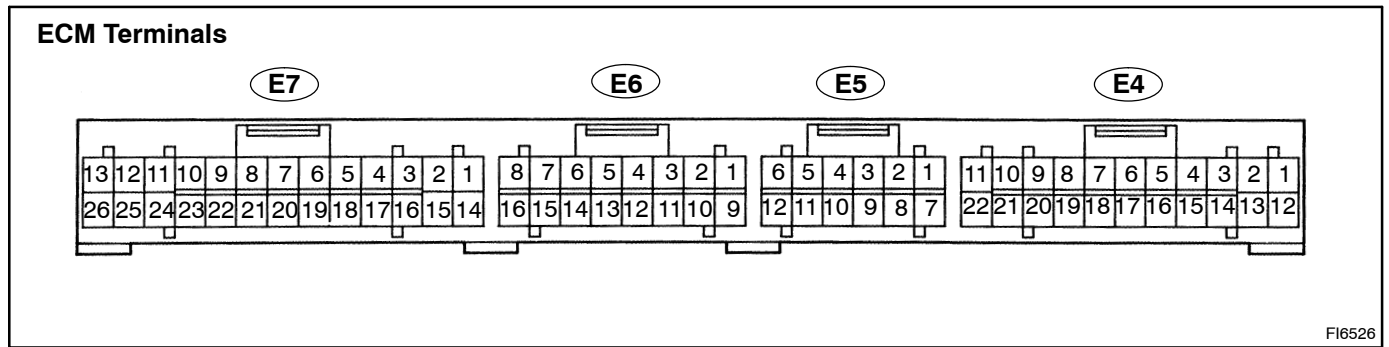 ECM Terminals
E7 E6 E5 E4
13 12 11 10 9 8 7 6 5 4 3 2 1 8 7 6 5 4 3 2 1 6 5 4 3 2 1 11 10 9 8 7 6 5 4 3 2 1
26 25 24 23 22 21 20 19 18 17 16 15 14 16 15 14 13 12 11 10 9 12 11 10 9 8 7 22 21 20 19 18 17 16 15 14 13 12
FI6526